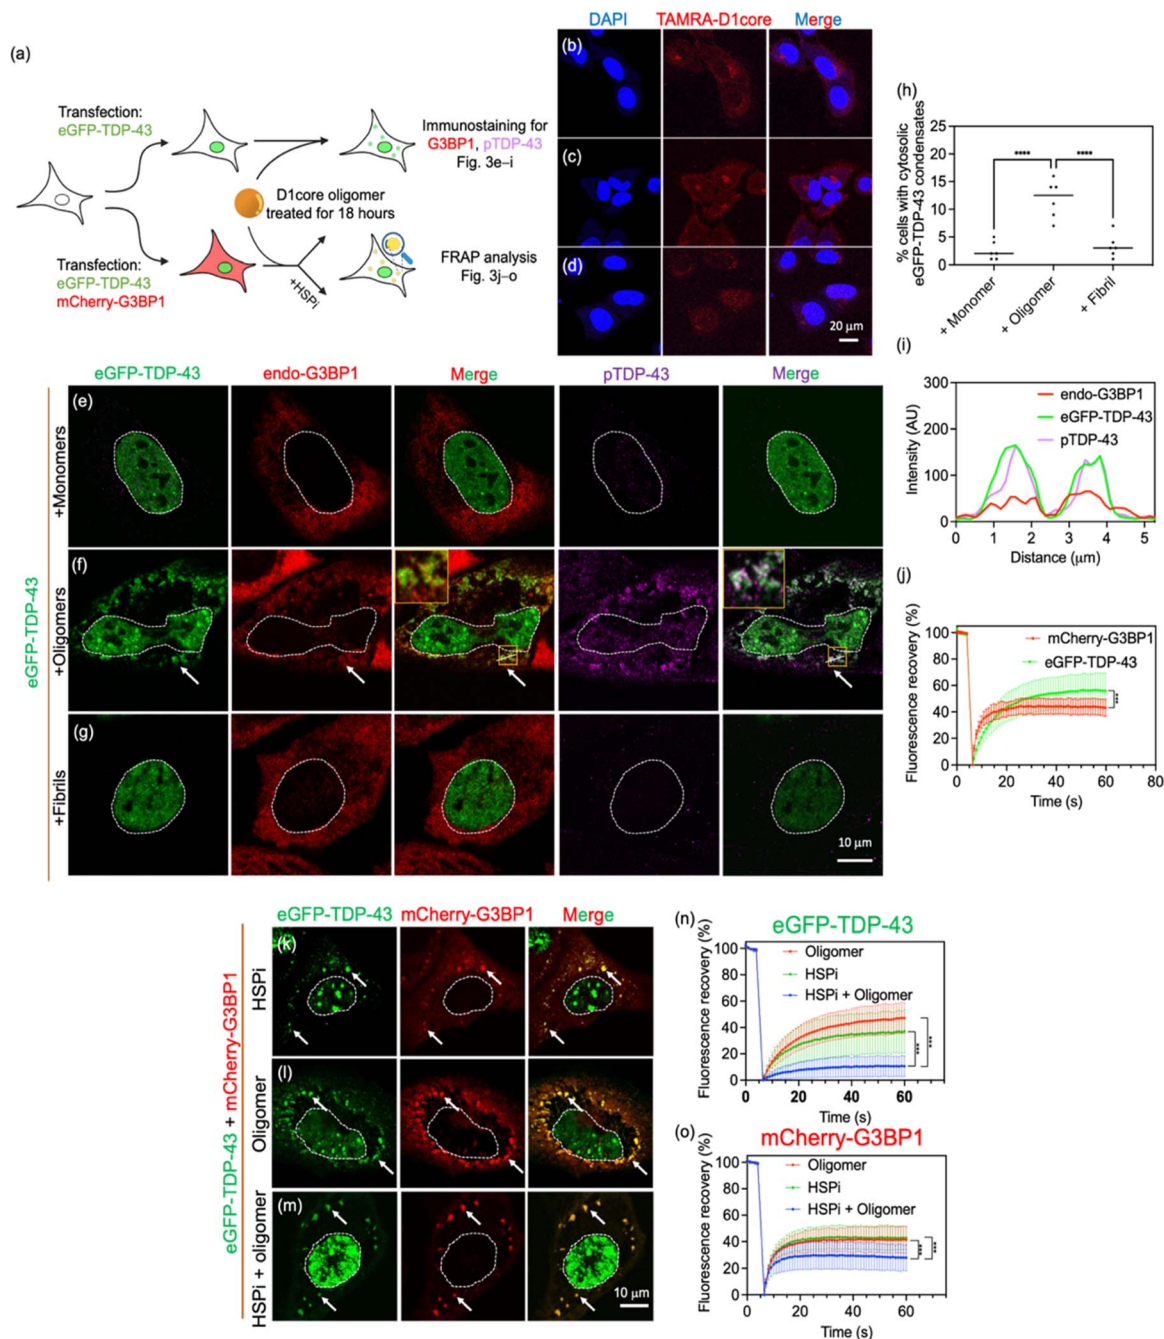 (a)
Transfection:
eGFP-TDP-43
Immunostaining for
G3BP1, pTDP-43
Fig. 3e–i
D1core oligomer
treated for 18 hours
Transfection:
eGFP-TDP-43
mCherry-G3BP1
+HSPi
FRAP analysis
Fig. 3j–o
DAPI TAMRA-D1core Merge
(b)
(c)
(d)
20 μm
(h)
% cells with cytosolic
eGFP-TDP-43 condensates
25
20
15
10
5
0
**** ****
+ Monomer
+ Oligomer
+ Fibril
eGFP-TDP-43 endo-G3BP1 Merge pTDP-43 Merge
eGFP-TDP-43
(e)
+Monomers
(f)
+Oligomers
(g)
+Fibrils
10 μm
(i)
Intensity (AU)
300
200
100
0
endo-G3BP1
eGFP-TDP-43
pTDP-43
0 1 2 3 4 5
Distance (μm)
(j)
Fluorescence recovery (%)
100
80
60
40
20
0
mCherry-G3BP1
eGFP-TDP-43
***
0 20 40 60 80
Time (s)
eGFP-TDP-43 mCherry-G3BP1 Merge
eGFP-TDP-43 + mCherry-G3BP1
(k)
HSPi
(l)
Oligomer
(m)
HSPi + oligomer
10 μm
(n)
eGFP-TDP-43
Fluorescence recovery (%)
100
80
60
40
20
0
Oligomer
HSPi
HSPi + Oligomer
*** ***
0 20 40 60
Time (s)
(o)
mCherry-G3BP1
Fluorescence recovery (%)
100
80
60
40
20
0
Oligomer
HSPi
HSPi + Oligomer
*** ***
0 20 40 60
Time (s)